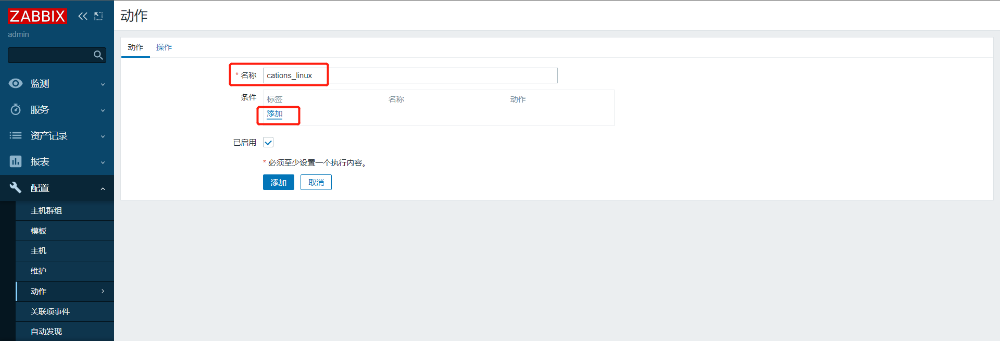 ZABBIX
admin
监测
服务
资产记录
报表
配置
主机群组
模板
主机
维护
动作
关联项事件
自动发现
动作
动作 操作
* 名称 cations_linux
条件 标签 名称 动作
添加
已启用
* 必须至少设置一个执行内容。
添加 取消